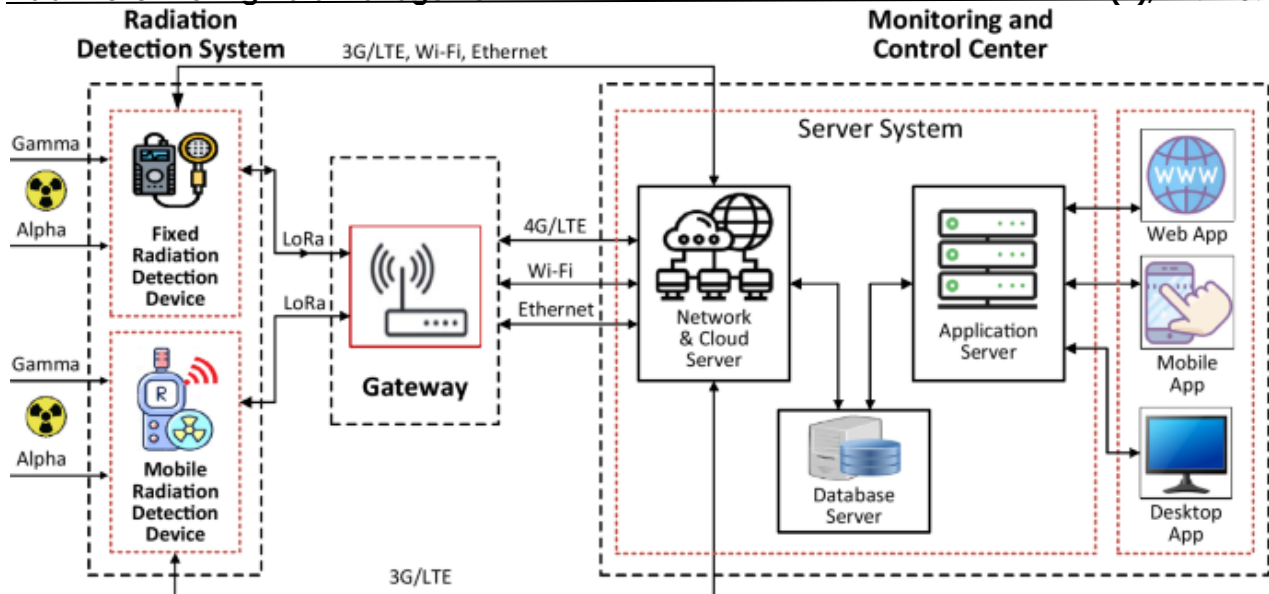 Radiation
Detection System
Monitoring and
Control Center
3G/LTE, Wi-Fi, Ethernet
Server System
Gamma
Alpha
Fixed
Radiation
Detection
Device
LoRa
LoRa
Gamma
Alpha
R
Mobile
Radiation
Detection
Device
Gateway
4G/LTE
Wi-Fi
Ethernet
Network
& Cloud
Server
Application
Server
Database
Server
WWW
Web App
Mobile
App
Desktop
App
3G/LTE